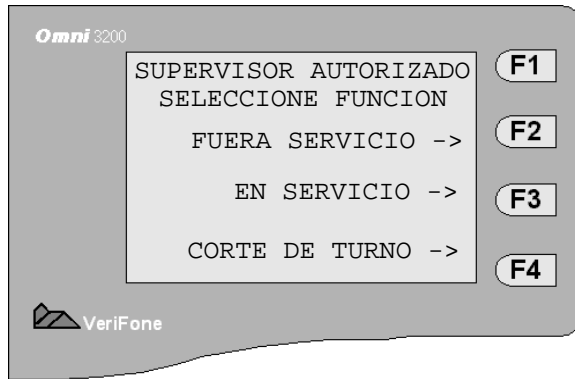 Omni 3200
SUPERVISOR AUTORIZADO
SELECCIONE FUNCION
FUERA SERVICIO ->
EN SERVICIO ->
CORTE DE TURNO ->
F1
F2
F3
F4
VeriFone